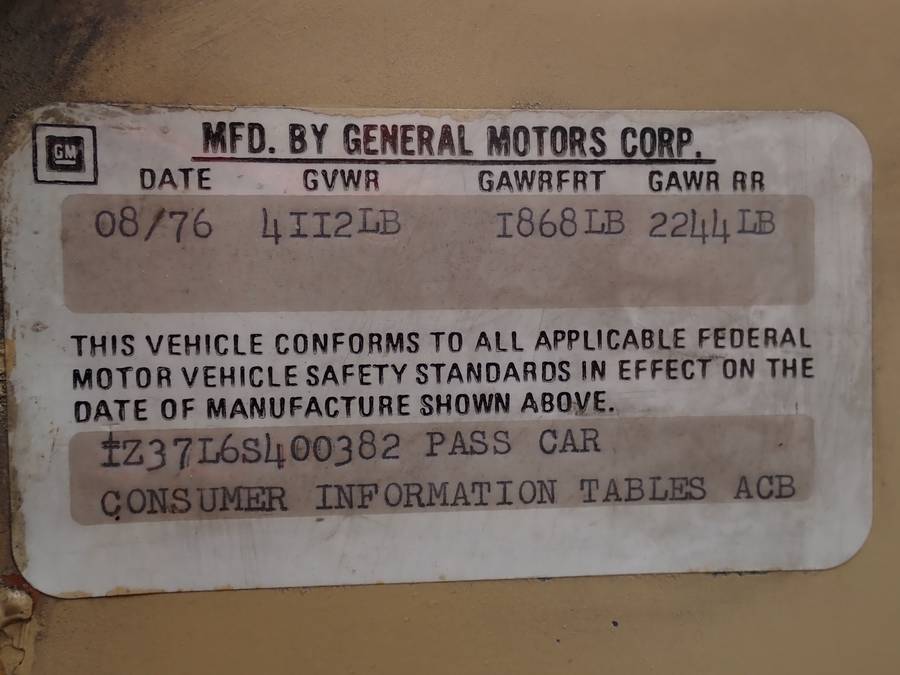 GM
MFD. BY GENERAL MOTORS CORP.
DATE GVWR GAWRFRT GAWR RR
08/76 4112LB 1868LB 2244LB
THIS VEHICLE CONFORMS TO ALL APPLICABLE FEDERAL
MOTOR VEHICLE SAFETY STANDARDS IN EFFECT ON THE
DATE OF MANUFACTURE SHOWN ABOVE.
1Z37L6S400382 PASS CAR
CONSUMER INFORMATION TABLES ACB